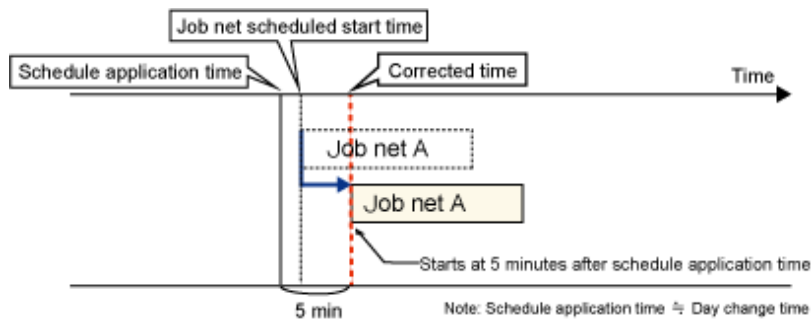 Job net scheduled start time
Schedule application time
Corrected time
Time
Job net A
Job net A
Starts at 5 minutes after schedule application time
5 min
Note: Schedule application time ≒ Day change time